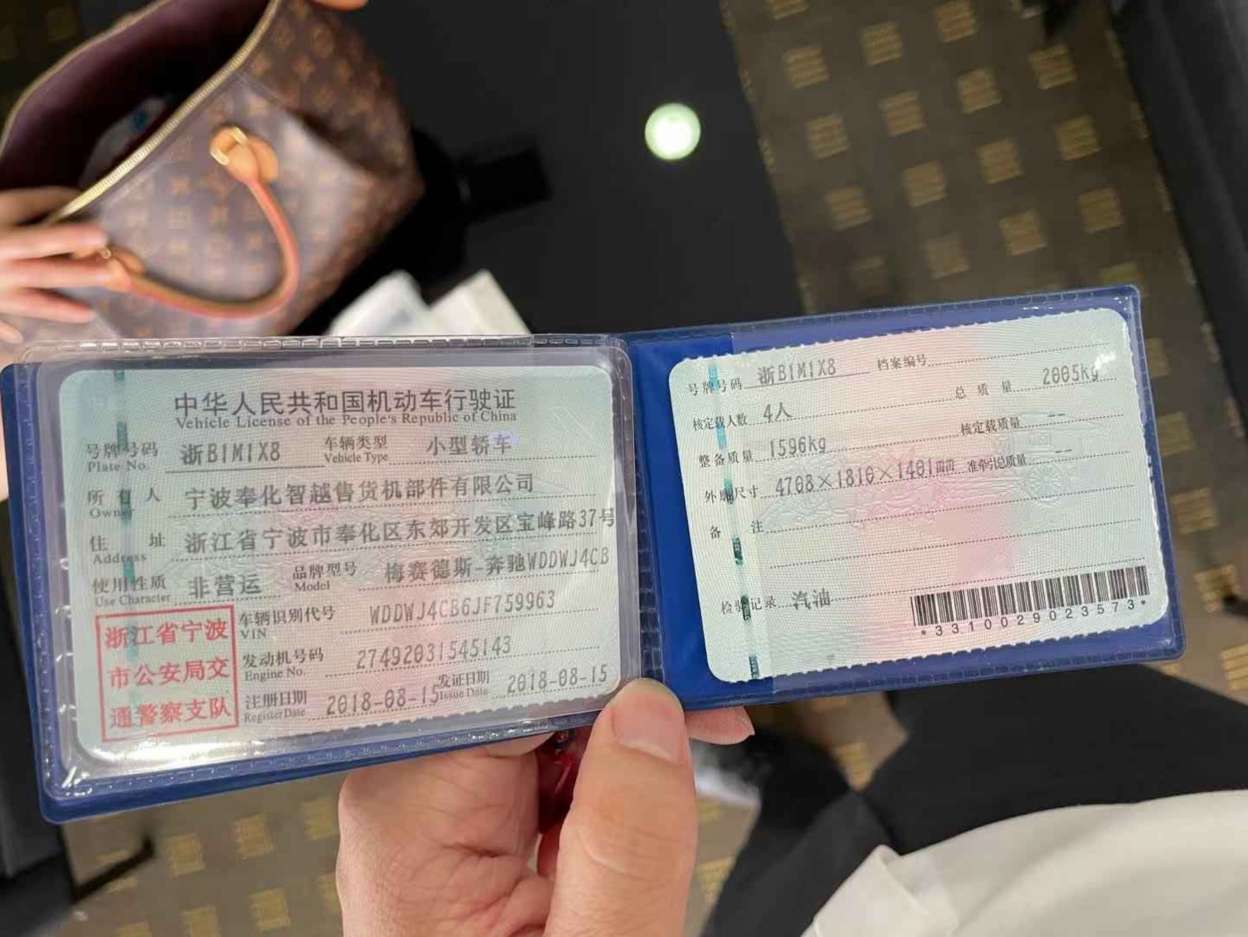 中华人民共和国机动车行驶证
Vehicle License of the People's Republic of China
号牌号码 浙B1M1X8 车辆类型 小型轿车
Plate No. Vehicle Type
所有人 宁波奉化智越售货机部件有限公司
Owner
住址 浙江省宁波市奉化区东郊开发区宝峰路37号
Address
使用性质 非营运 品牌型号 梅赛德斯-奔驰WDDWJ4CB
Use Character Model
浙江省宁波
市公安局交
通警察支队
车辆识别代号 WDDWJ4CB6JF759963
VIN
发动机号码 27492031545143
Engine No.
注册日期 2018-08-15 发证日期 2018-08-15
Register Date Issue Date
号牌号码 浙B1M1X8 档案编号
核定载人数 4人 总质量 2005kg
整备质量 1596kg 核定载质量 --
外廓尺寸 4708×1810×1401mm 准牵引总质量 --
备注
检验记录 汽油
*3310029023573*